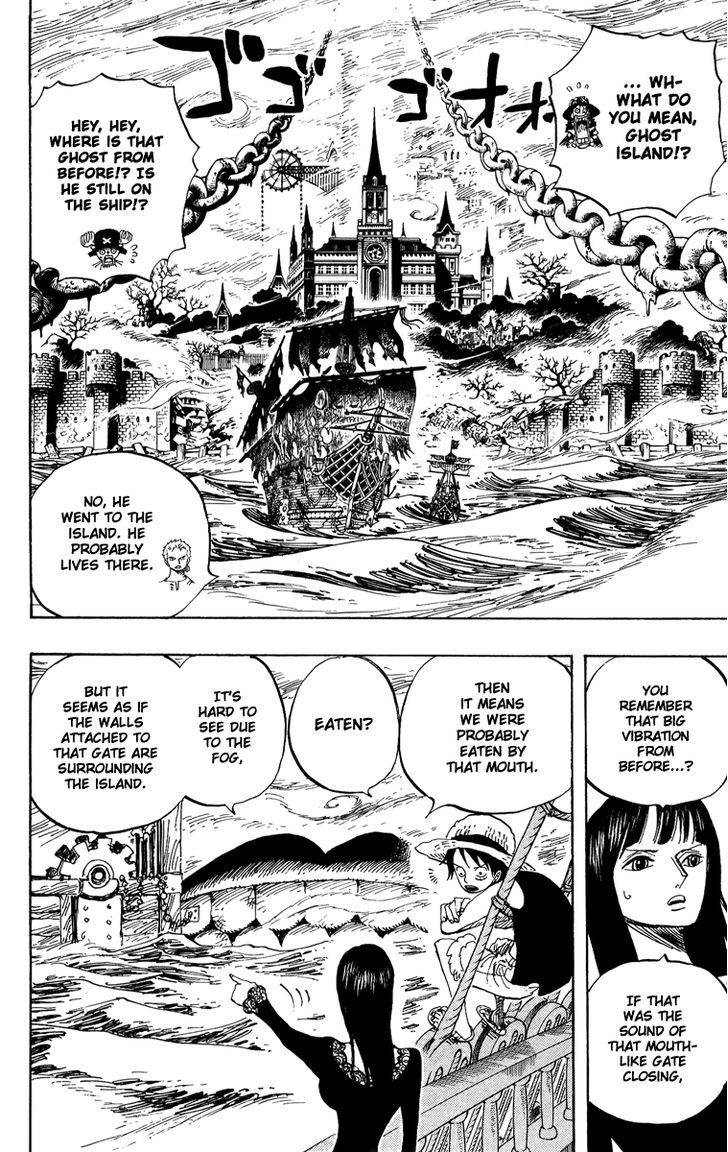 ... WH-
WHAT DO
YOU MEAN,
GHOST
ISLAND!?
ゴゴゴ
ゴオオ
HEY, HEY,
WHERE IS THAT
GHOST FROM
BEFORE!? IS
HE STILL ON
THE SHIP!?
NO, HE
WENT TO THE
ISLAND. HE
PROBABLY
LIVES THERE.
YOU
REMEMBER
THAT BIG
VIBRATION
FROM
BEFORE...?
IF THAT
WAS THE
SOUND OF
THAT MOUTH-
LIKE GATE
CLOSING,
THEN
IT MEANS
WE WERE
PROBABLY
EATEN BY
THAT MOUTH.
EATEN?
IT'S
HARD TO
SEE DUE
TO THE
FOG,
BUT IT
SEEMS AS IF
THE WALLS
ATTACHED TO
THAT GATE ARE
SURROUNDING
THE ISLAND.